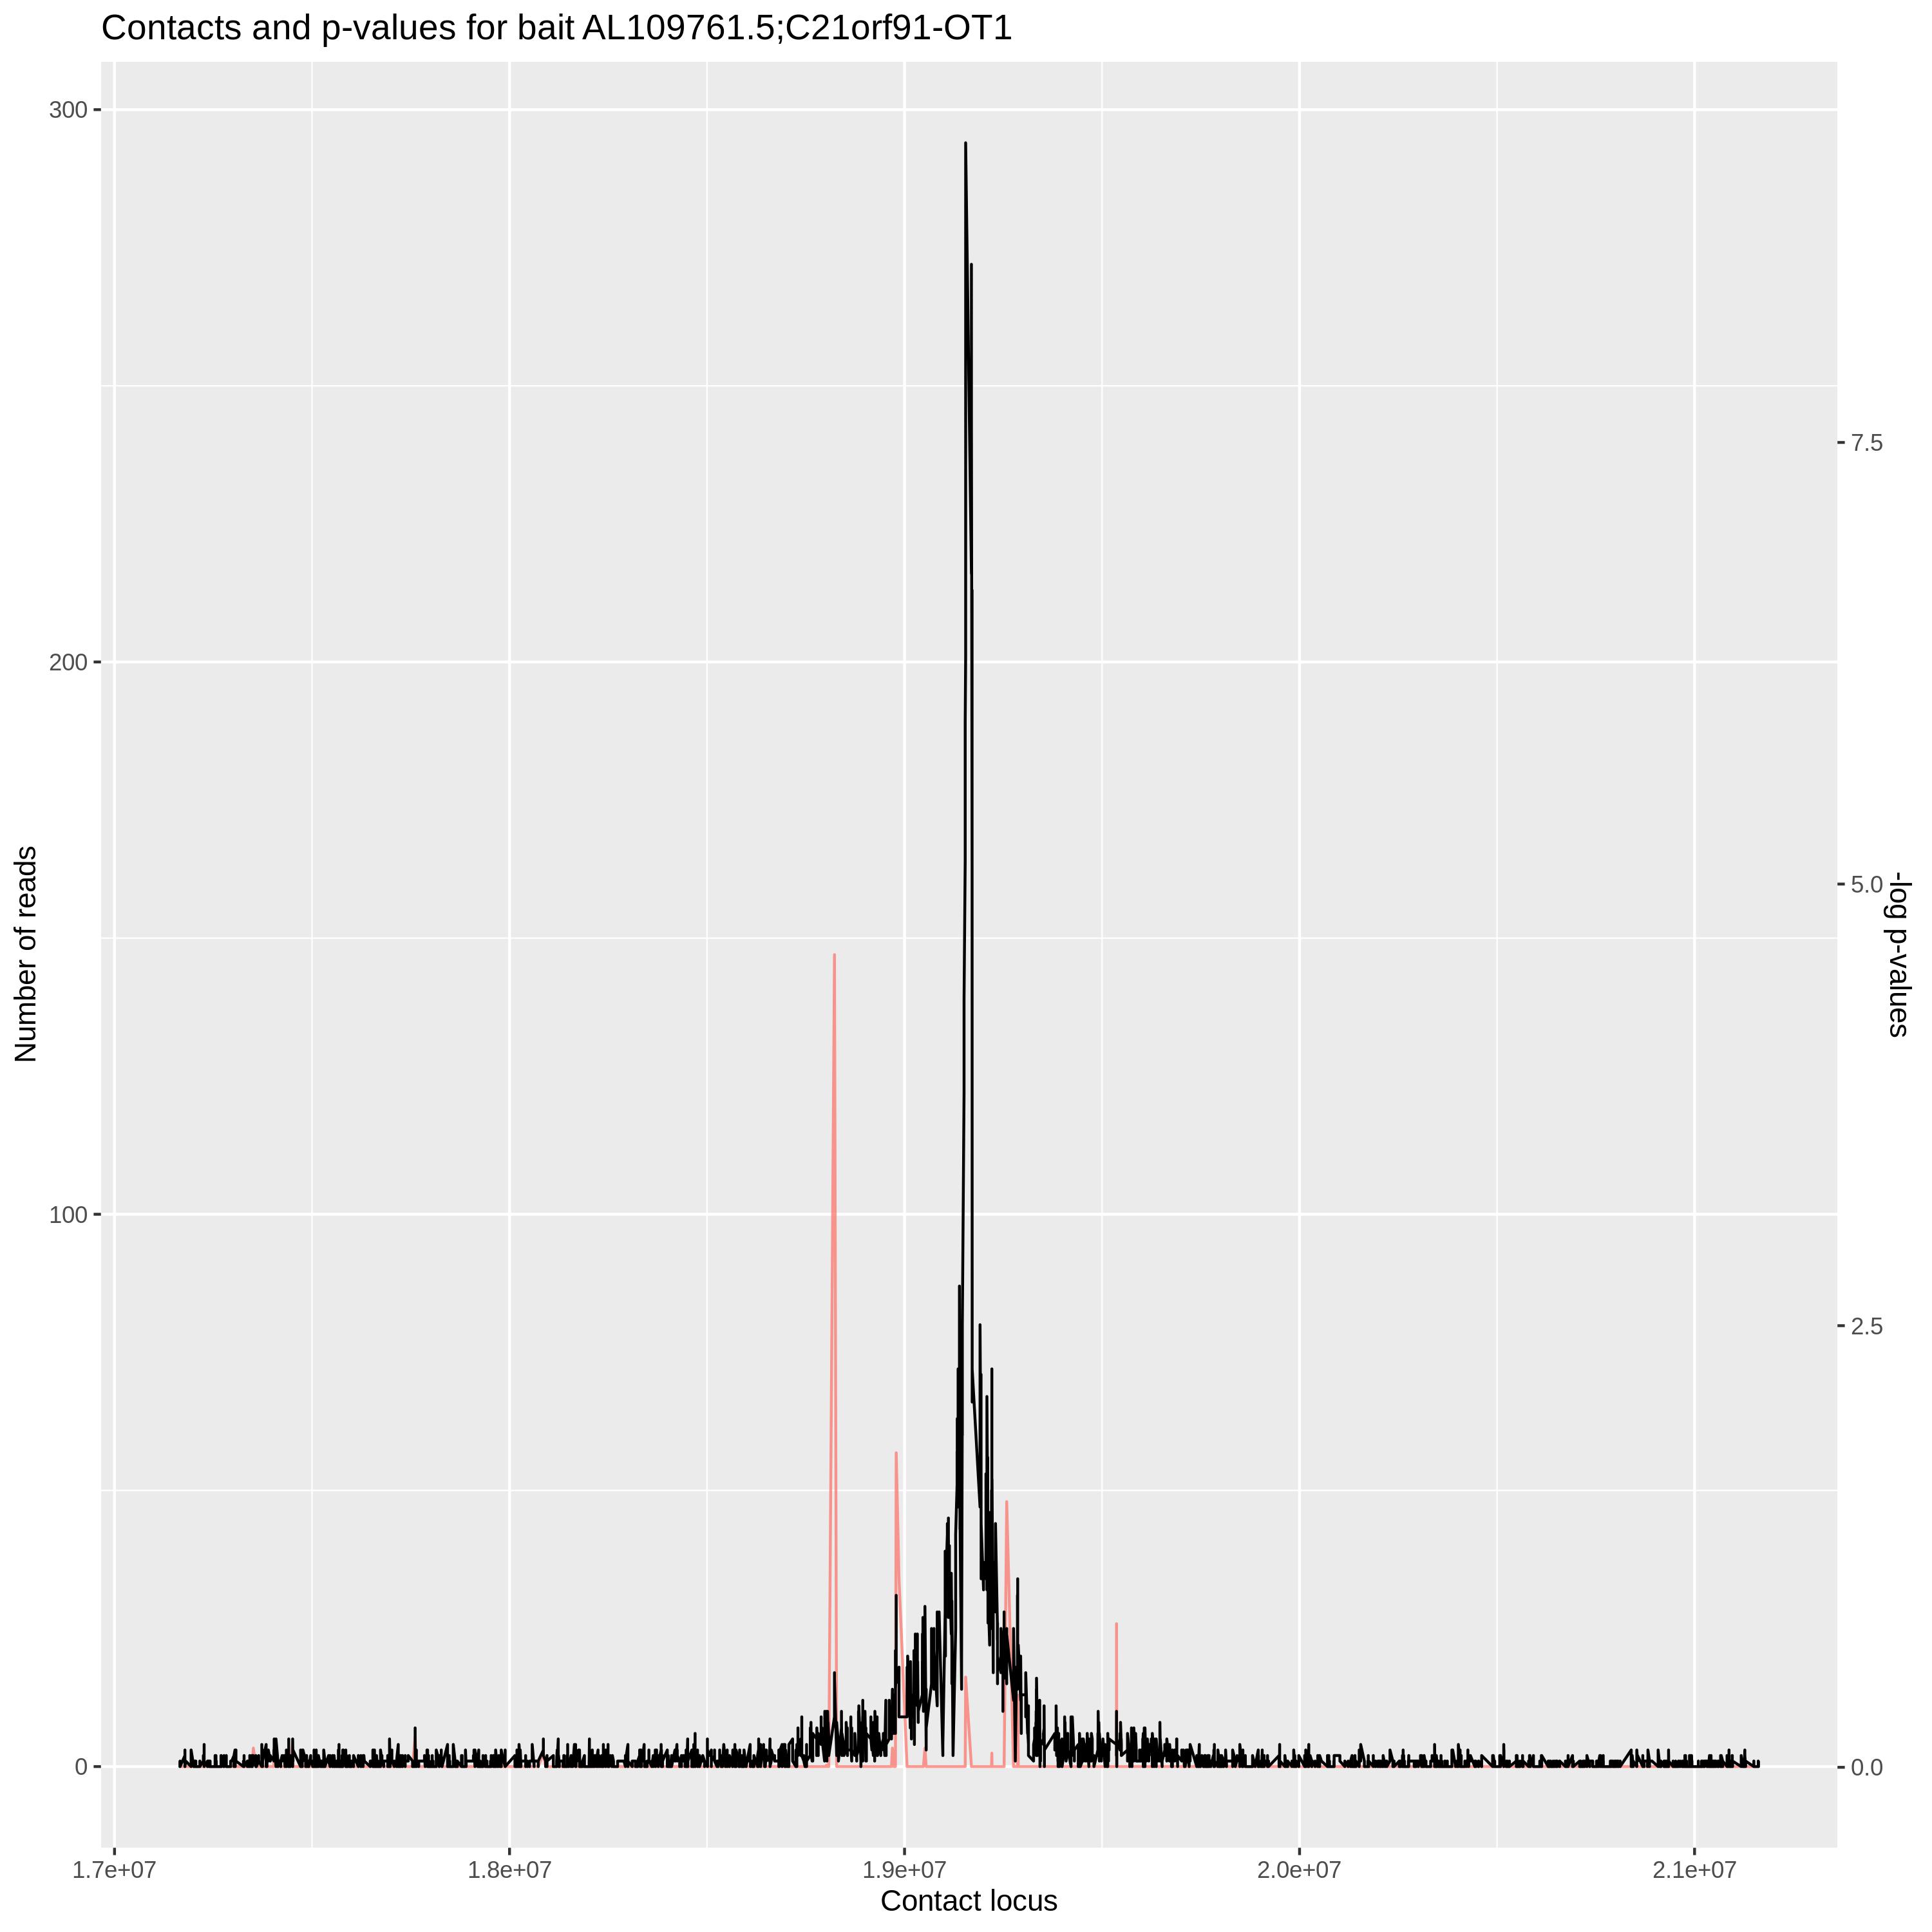 Contacts and p-values for bait AL109761.5;C21orf91-OT1
300
200
100
0
Number of reads
7.5
5.0
2.5
0.0
-log p-values
1.7e+07
1.8e+07
1.9e+07
2.0e+07
2.1e+07
Contact locus